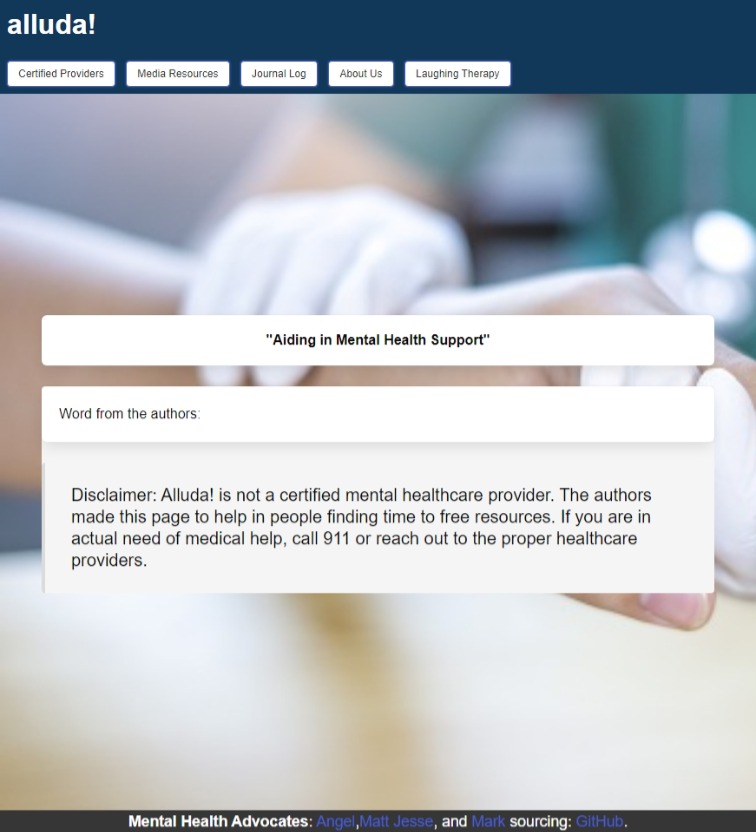 alluda!
Certified Providers
Media Resources
Journal Log
About Us
Laughing Therapy
"Aiding in Mental Health Support"
Word from the authors:
Disclaimer: Alluda! is not a certified mental healthcare provider. The authors
made this page to help in people finding time to free resources. If you are in
actual need of medical help, call 911 or reach out to the proper healthcare
providers.
Mental Health Advocates: Angel,Matt Jesse, and Mark sourcing: GitHub.